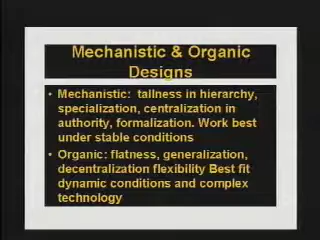 Mechanistic & Organic
Designs
• Mechanistic: tallness in hierarchy,
specialization, centralization in
authority, formalization. Work best
under stable conditions
• Organic: flatness, generalization,
decentralization flexibility Best fit
dynamic conditions and complex
technology